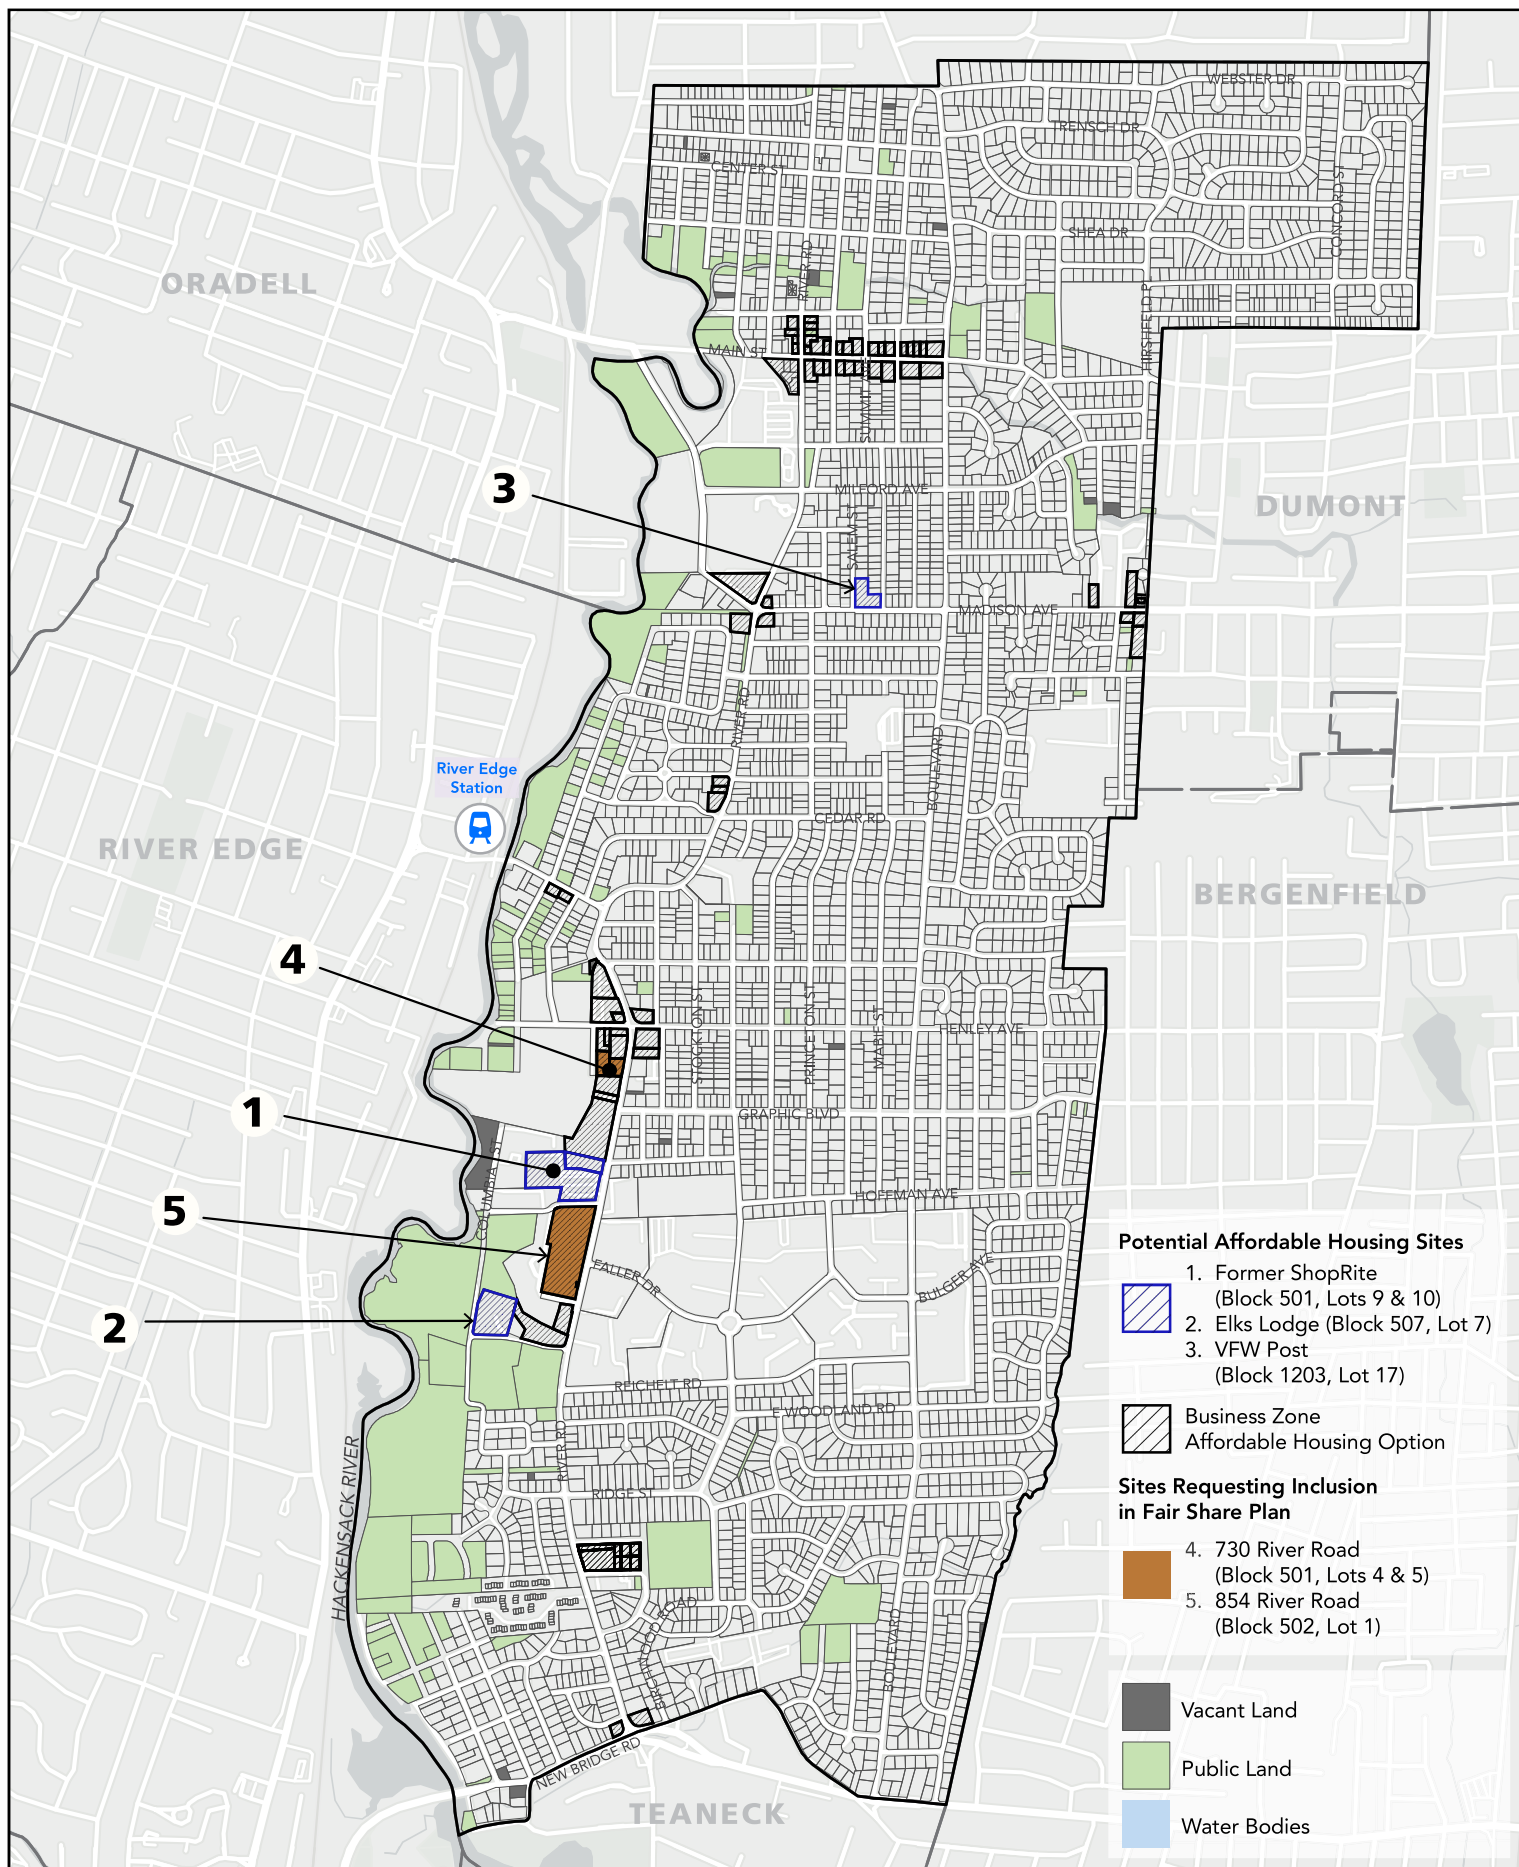 WEBSTER DR
TRENSCH DR
CENTER ST
CONCORD ST
SHEA DR
RIVER RD
ORADELL
HIRSHFELD PL
MAIN ST
SUMMIT AVE
3
MILFORD AVE
DUMONT
SALEM ST
MADISON AVE
RIVER RD
BOULEVARD
River Edge
Station
CEDAR RD
RIVER EDGE
BERGENFIELD
4
STOCKTON ST
PRINCETON ST
MABIE ST
HENLEY AVE
1
GRAPHIC BLVD
COLUMBIA ST
5
HOFFMAN AVE
FALLER DR
BULGER AVE
2
REICHELT RD
E WOODLAND RD
HACKENSACK RIVER
RIVER RD
RIDGE ST
BIRCHWOOD ROAD
BOULEVARD
NEW BRIDGE RD
TEANECK
Potential Affordable Housing Sites
1. Former ShopRite
(Block 501, Lots 9 & 10)
2. Elks Lodge (Block 507, Lot 7)
3. VFW Post
(Block 1203, Lot 17)
Business Zone
Affordable Housing Option
Sites Requesting Inclusion
in Fair Share Plan
4. 730 River Road
(Block 501, Lots 4 & 5)
5. 854 River Road
(Block 502, Lot 1)
Vacant Land
Public Land
Water Bodies